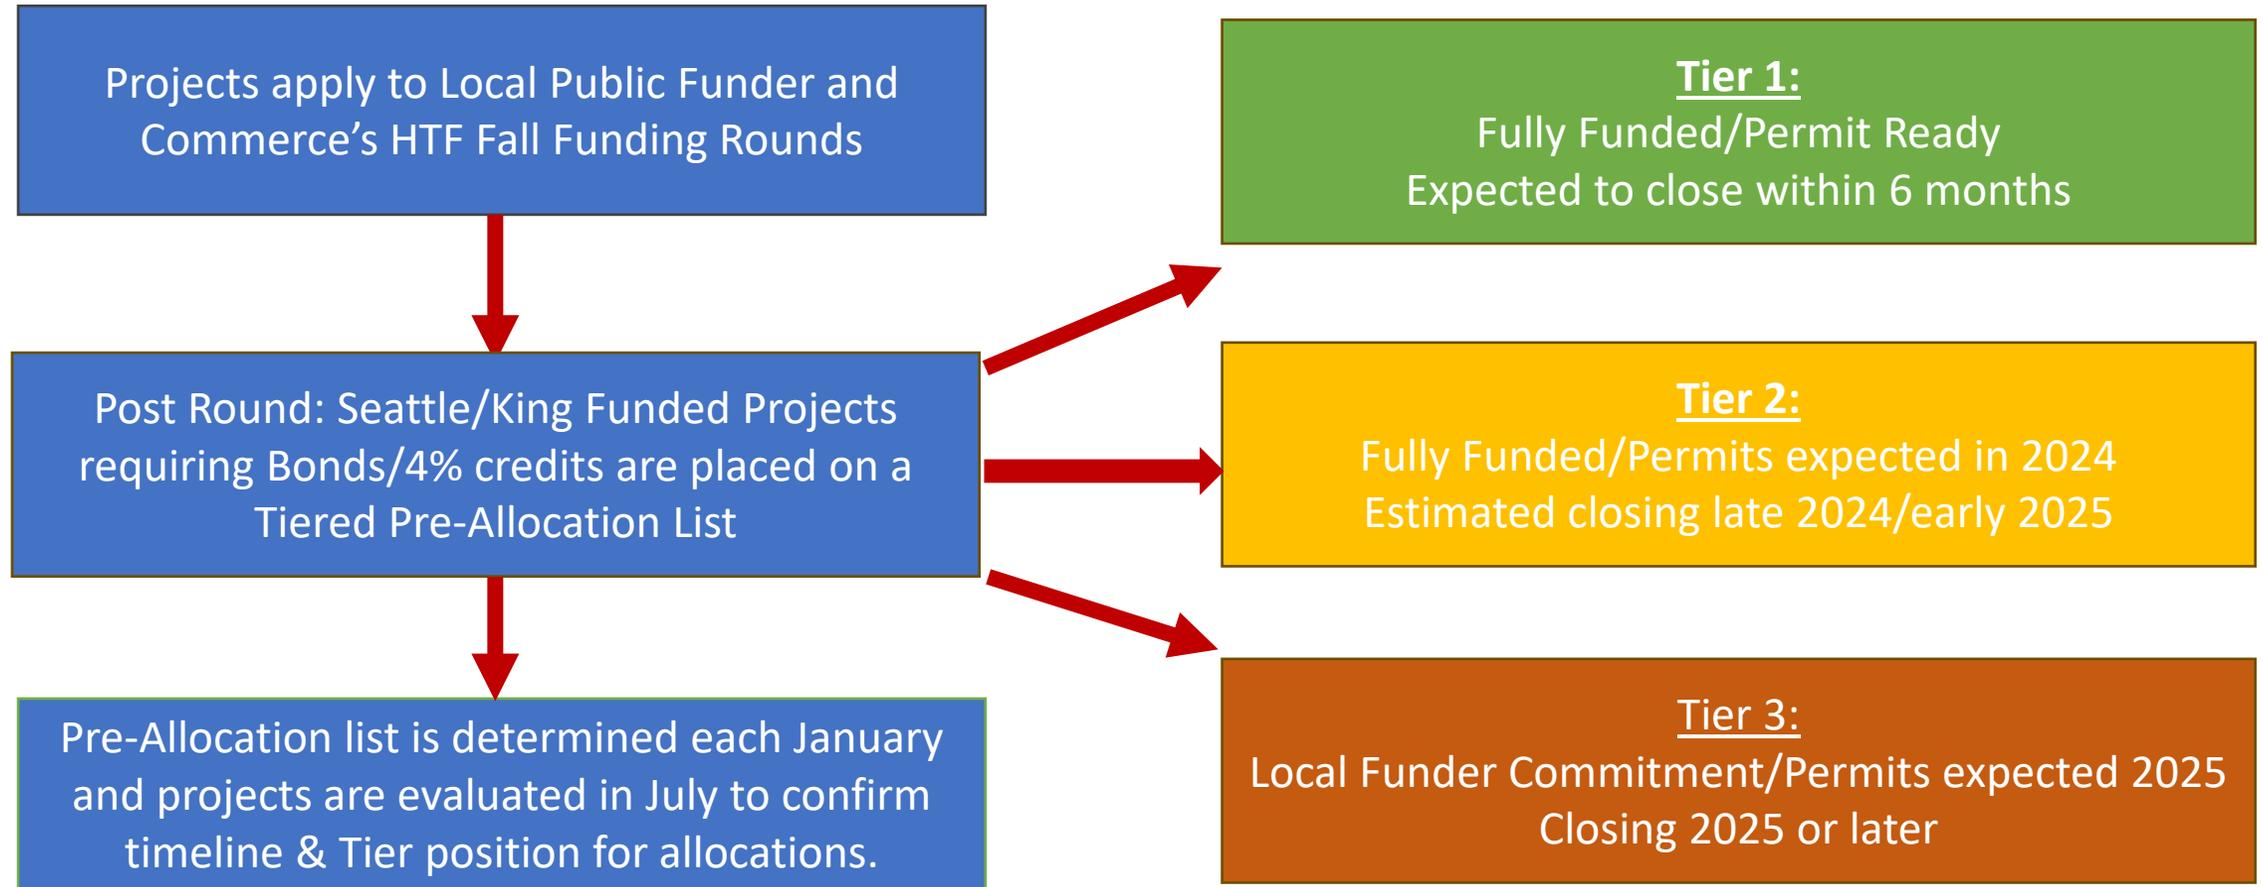 Projects apply to Local Public Funder and
Commerce’s HTF Fall Funding Rounds
Post Round: Seattle/King Funded Projects
requiring Bonds/4% credits are placed on a
Tiered Pre-Allocation List
Pre-Allocation list is determined each January
and projects are evaluated in July to confirm
timeline & Tier position for allocations.
Tier 1:
Fully Funded/Permit Ready
Expected to close within 6 months
Tier 2:
Fully Funded/Permits expected in 2024
Estimated closing late 2024/early 2025
Tier 3:
Local Funder Commitment/Permits expected 2025
Closing 2025 or later